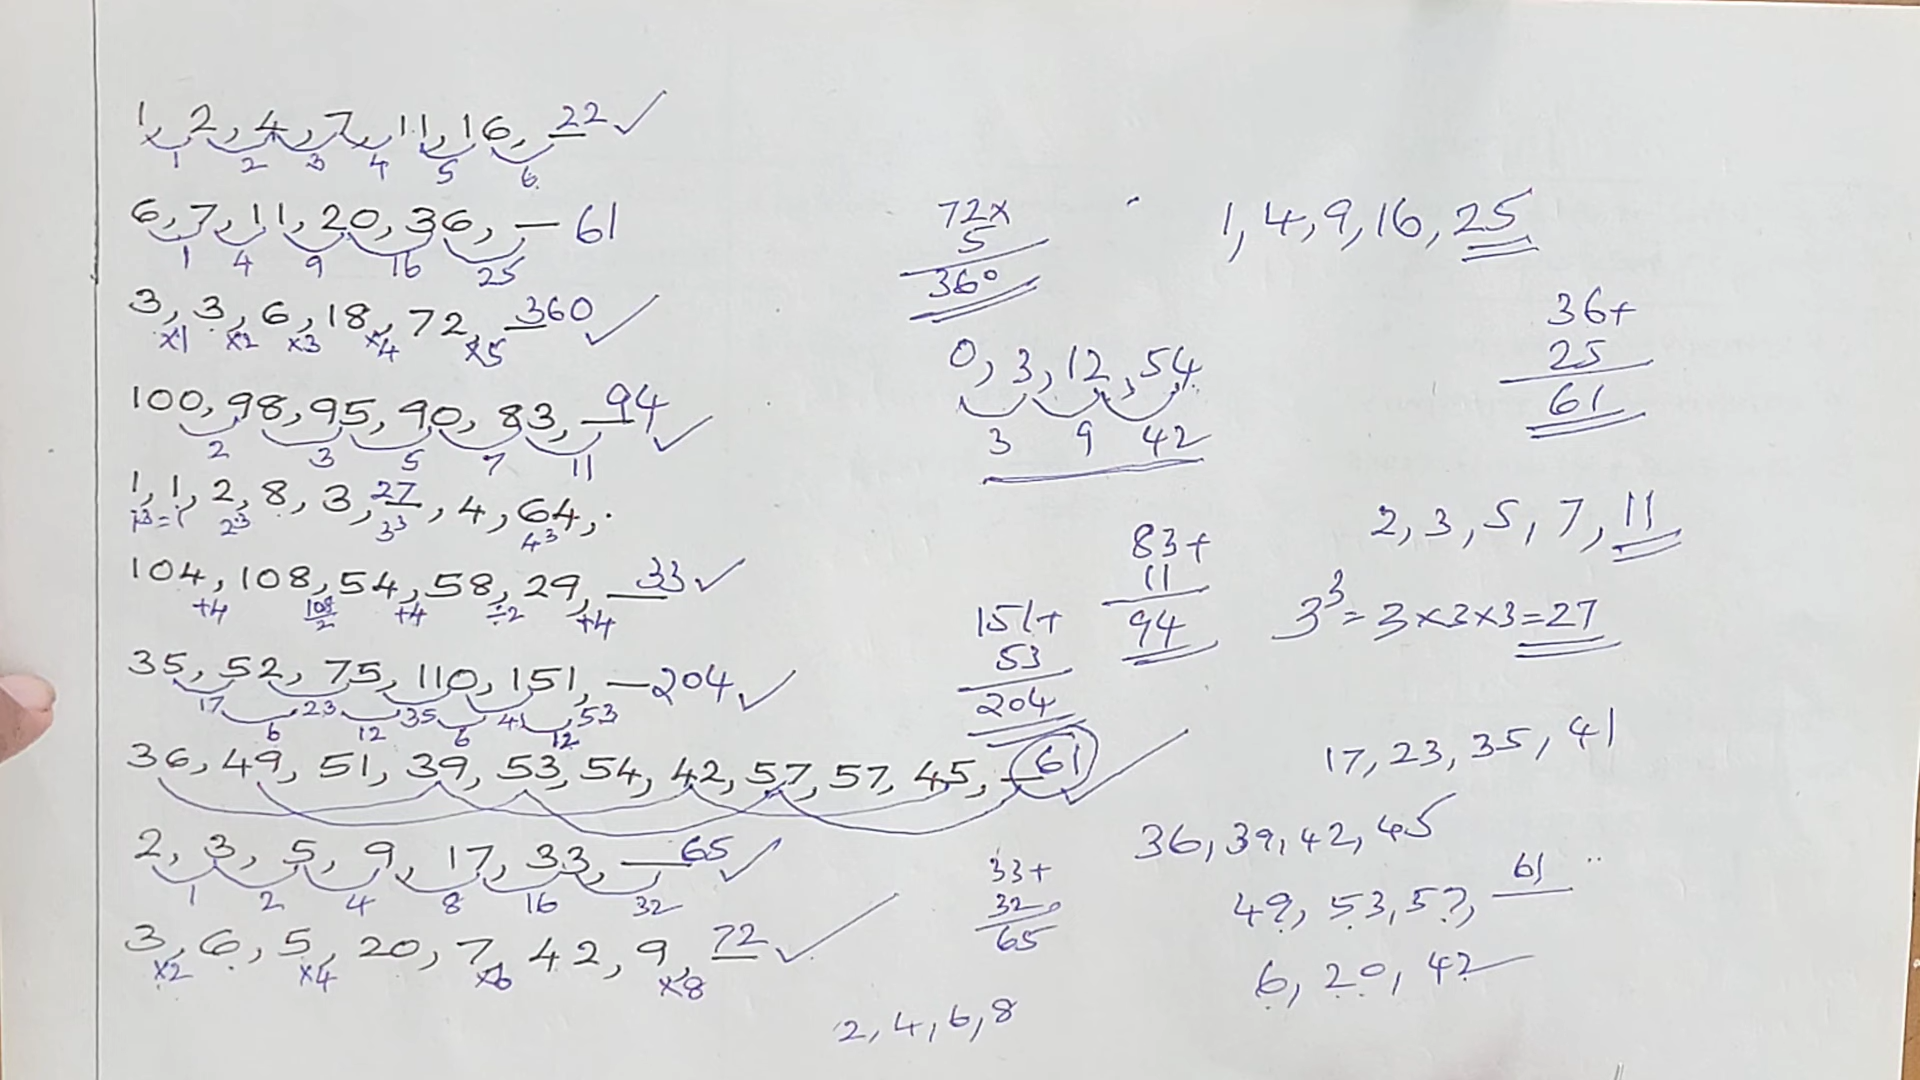 1, 2, 4, 7, 11, 16, 22 ✓
1 2 3 4 5 6
6, 7, 11, 20, 36, — 61
1 4 9 16 25
3, 3, 6, 18, 72, 360 ✓
×1 ×2 ×3 ×4 ×5
100, 98, 95, 90, 83, 94 ✓
2 3 5 7 11
1, 1, 2, 8, 3, 27, 4, 64,
1³=1 2³ 3³ 4³
104, 108, 54, 58, 29, 33 ✓
+4 108/2 +4 ÷2 +4
35, 52, 75, 110, 151, — 204 ✓
17 23 35 41 53
6 12 6 12
36, 49, 51, 39, 53, 54, 42, 57, 57, 45, 61 ✓
2, 3, 5, 9, 17, 33, 65 ✓
1 2 4 8 16 32
3, 6, 5, 20, 7, 42, 9, 72 ✓
×2 ×4 ×6 ×8
72×
5
360
0, 3, 12, 54
3 9 42
83+
11
94
151+
53
204
33+
32
65
2, 4, 6, 8
1, 4, 9, 16, 25
36+
25
61
2, 3, 5, 7, 11
3³ = 3×3×3 = 27
17, 23, 35, 41
36, 39, 42, 45
49, 53, 57, 61
6, 20, 42